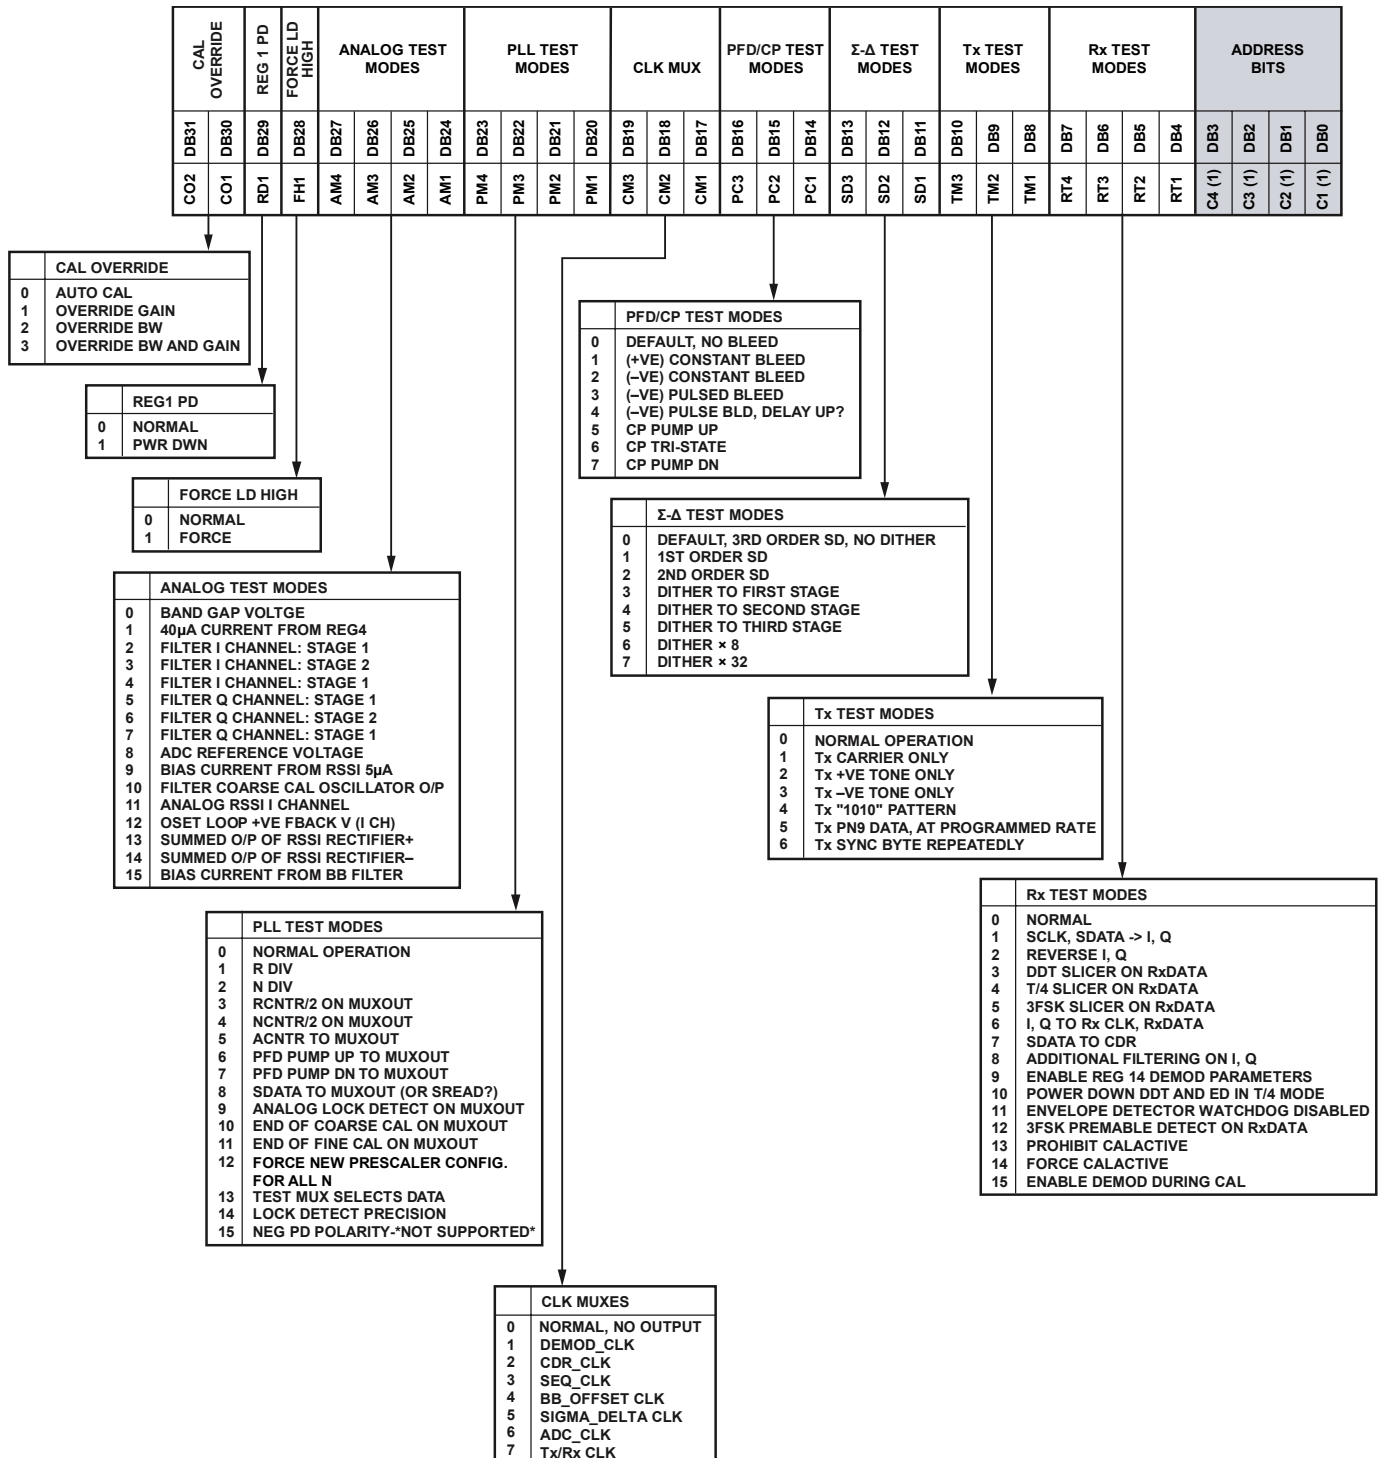 CAL OVERRIDE
REG 1 PD
FORCE LD HIGH
ANALOG TEST MODES
PLL TEST MODES
CLK MUX
PFD/CP TEST MODES
Σ-Δ TEST MODES
Tx TEST MODES
Rx TEST MODES
ADDRESS BITS
DB31 DB30 DB29 DB28 DB27 DB26 DB25 DB24 DB23 DB22 DB21 DB20 DB19 DB18 DB17 DB16 DB15 DB14 DB13 DB12 DB11 DB10 DB9 DB8 DB7 DB6 DB5 DB4 DB3 DB2 DB1 DB0
CO2 CO1 RD1 FH1 AM4 AM3 AM2 AM1 PM4 PM3 PM2 PM1 CM3 CM2 CM1 PC3 PC2 PC1 SD3 SD2 SD1 TM3 TM2 TM1 RT4 RT3 RT2 RT1 C4 (1) C3 (1) C2 (1) C1 (1)
CAL OVERRIDE
0 AUTO CAL
1 OVERRIDE GAIN
2 OVERRIDE BW
3 OVERRIDE BW AND GAIN
REG1 PD
0 NORMAL
1 PWR DWN
FORCE LD HIGH
0 NORMAL
1 FORCE
ANALOG TEST MODES
0 BAND GAP VOLTGE
1 40µA CURRENT FROM REG4
2 FILTER I CHANNEL: STAGE 1
3 FILTER I CHANNEL: STAGE 2
4 FILTER I CHANNEL: STAGE 1
5 FILTER Q CHANNEL: STAGE 1
6 FILTER Q CHANNEL: STAGE 2
7 FILTER Q CHANNEL: STAGE 1
8 ADC REFERENCE VOLTAGE
9 BIAS CURRENT FROM RSSI 5µA
10 FILTER COARSE CAL OSCILLATOR O/P
11 ANALOG RSSI I CHANNEL
12 OSET LOOP +VE FBACK V (I CH)
13 SUMMED O/P OF RSSI RECTIFIER+
14 SUMMED O/P OF RSSI RECTIFIER–
15 BIAS CURRENT FROM BB FILTER
PLL TEST MODES
0 NORMAL OPERATION
1 R DIV
2 N DIV
3 RCNTR/2 ON MUXOUT
4 NCNTR/2 ON MUXOUT
5 ACNTR TO MUXOUT
6 PFD PUMP UP TO MUXOUT
7 PFD PUMP DN TO MUXOUT
8 SDATA TO MUXOUT (OR SREAD?)
9 ANALOG LOCK DETECT ON MUXOUT
10 END OF COARSE CAL ON MUXOUT
11 END OF FINE CAL ON MUXOUT
12 FORCE NEW PRESCALER CONFIG.
FOR ALL N
13 TEST MUX SELECTS DATA
14 LOCK DETECT PRECISION
15 NEG PD POLARITY-*NOT SUPPORTED*
CLK MUXES
0 NORMAL, NO OUTPUT
1 DEMOD_CLK
2 CDR_CLK
3 SEQ_CLK
4 BB_OFFSET CLK
5 SIGMA_DELTA CLK
6 ADC_CLK
7 Tx/Rx CLK
PFD/CP TEST MODES
0 DEFAULT, NO BLEED
1 (+VE) CONSTANT BLEED
2 (–VE) CONSTANT BLEED
3 (–VE) PULSED BLEED
4 (–VE) PULSE BLD, DELAY UP?
5 CP PUMP UP
6 CP TRI-STATE
7 CP PUMP DN
Σ-Δ TEST MODES
0 DEFAULT, 3RD ORDER SD, NO DITHER
1 1ST ORDER SD
2 2ND ORDER SD
3 DITHER TO FIRST STAGE
4 DITHER TO SECOND STAGE
5 DITHER TO THIRD STAGE
6 DITHER × 8
7 DITHER × 32
Tx TEST MODES
0 NORMAL OPERATION
1 Tx CARRIER ONLY
2 Tx +VE TONE ONLY
3 Tx –VE TONE ONLY
4 Tx "1010" PATTERN
5 Tx PN9 DATA, AT PROGRAMMED RATE
6 Tx SYNC BYTE REPEATEDLY
Rx TEST MODES
0 NORMAL
1 SCLK, SDATA -> I, Q
2 REVERSE I, Q
3 DDT SLICER ON RxDATA
4 T/4 SLICER ON RxDATA
5 3FSK SLICER ON RxDATA
6 I, Q TO Rx CLK, RxDATA
7 SDATA TO CDR
8 ADDITIONAL FILTERING ON I, Q
9 ENABLE REG 14 DEMOD PARAMETERS
10 POWER DOWN DDT AND ED IN T/4 MODE
11 ENVELOPE DETECTOR WATCHDOG DISABLED
12 3FSK PREMABLE DETECT ON RxDATA
13 PROHIBIT CALACTIVE
14 FORCE CALACTIVE
15 ENABLE DEMOD DURING CAL